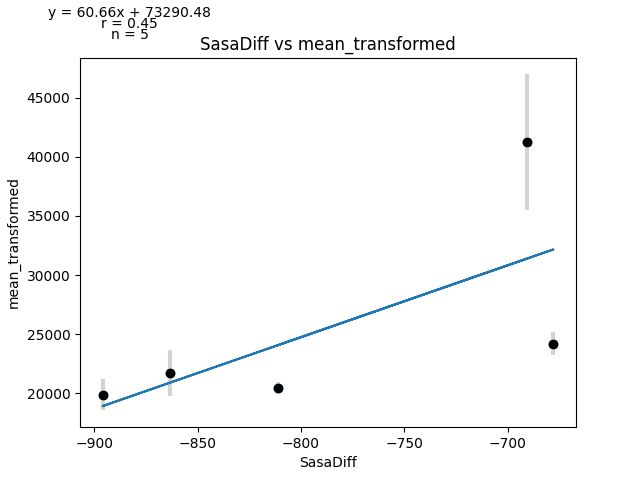 y = 60.66x + 73290.48
r = 0.45
n = 5
SasaDiff vs mean_transformed
45000
40000
35000
30000
25000
20000
mean_transformed
−900
−850
−800
−750
−700
SasaDiff